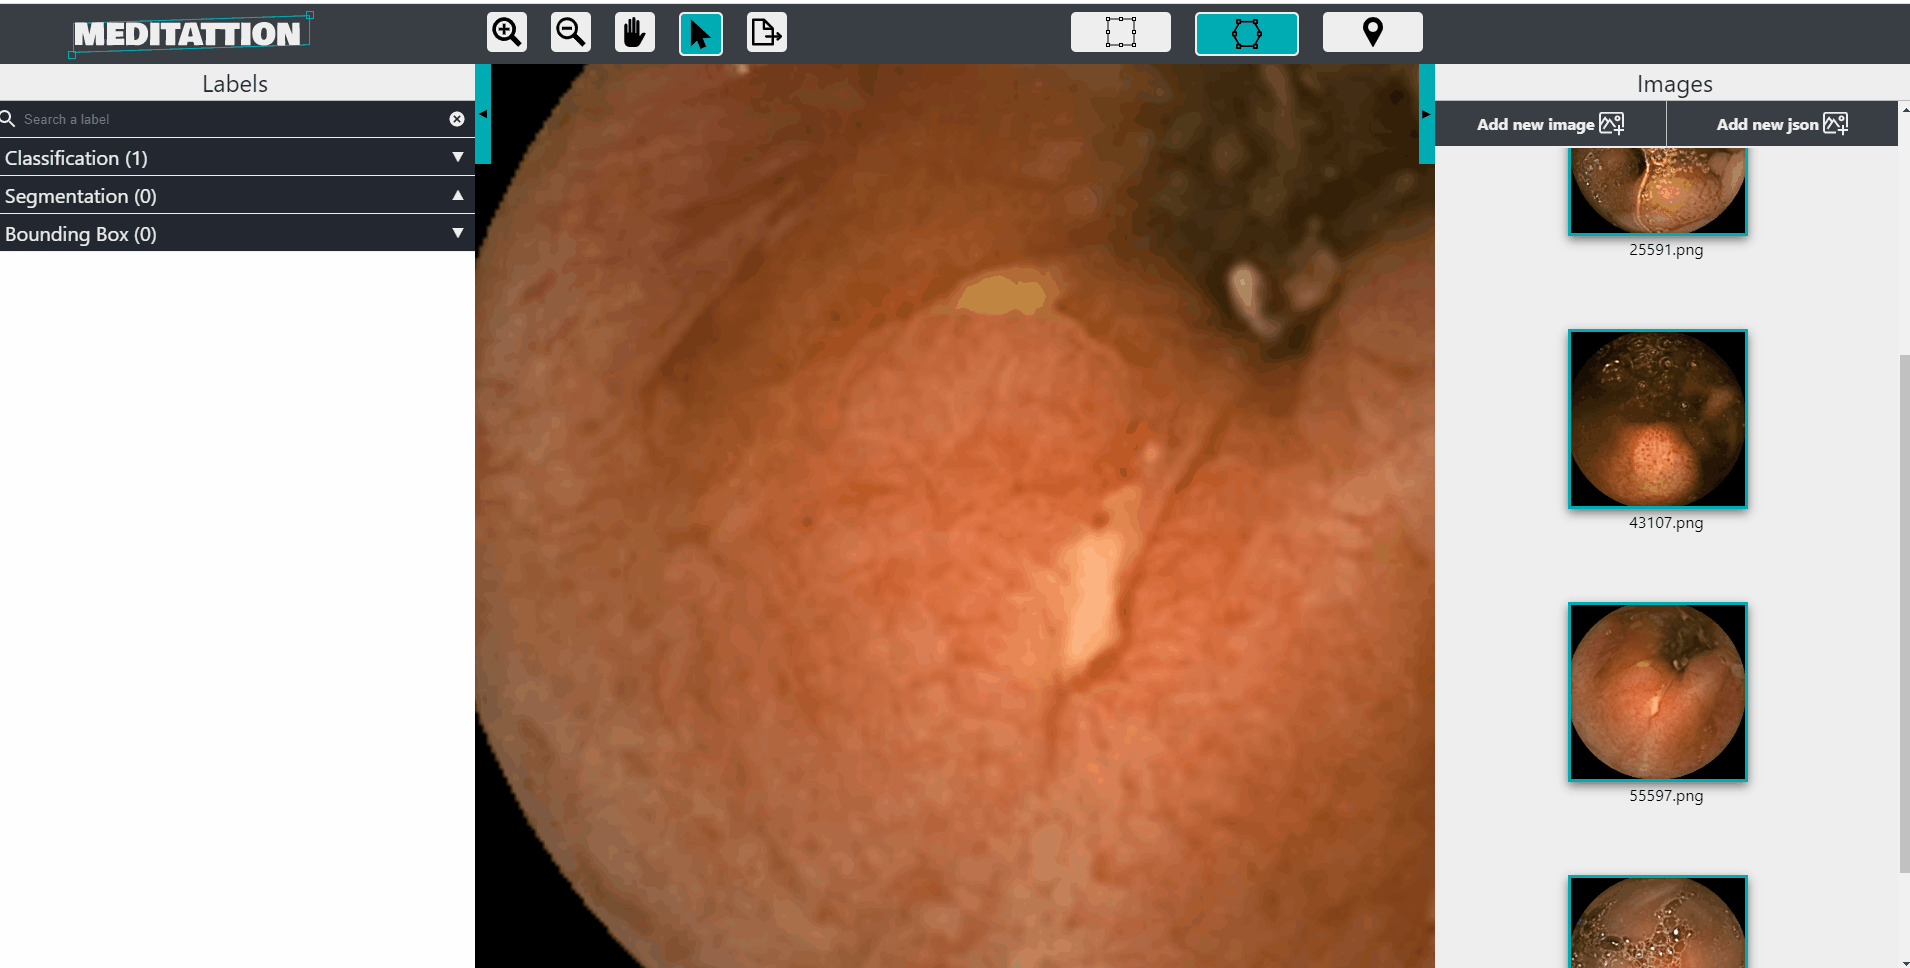 MEDITATTION
Labels
Search a label
Classification (1)
Segmentation (0)
Bounding Box (0)
Images
Add new image
Add new json
25591.png
43107.png
55597.png